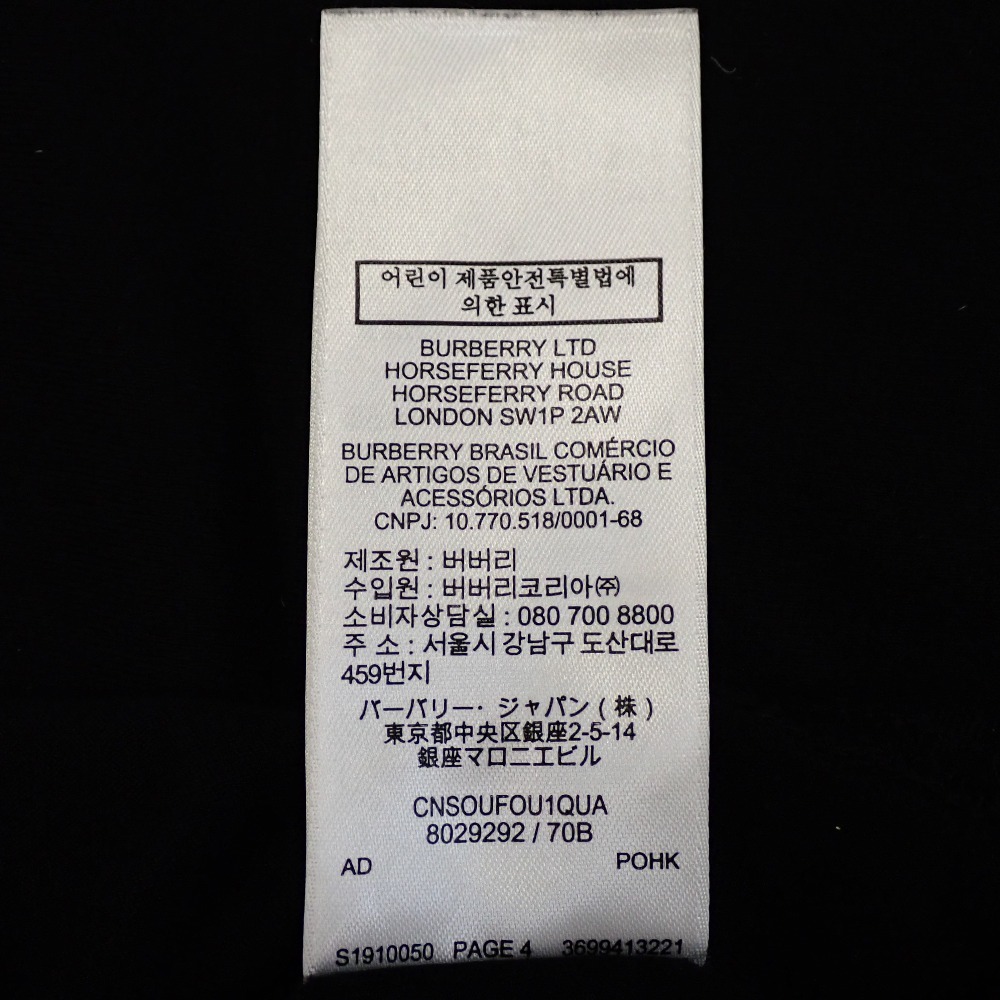 어린이 제품안전특별법에
의한 표시
BURBERRY LTD
HORSEFERRY HOUSE
HORSEFERRY ROAD
LONDON SW1P 2AW
BURBERRY BRASIL COMÉRCIO
DE ARTIGOS DE VESTUÁRIO E
ACESSÓRIOS LTDA.
CNPJ: 10.770.518/0001-68
제조원 : 버버리
수입원 : 버버리코리아㈜
소비자상담실 : 080 700 8800
주 소 : 서울시 강남구 도산대로
459번지
バーバリー・ジャパン ( 株 )
東京都中央区銀座2-5-14
銀座マロニエビル
CNSOUFOU1QUA
8029292 / 70B
AD POHK
S1910050 PAGE 4 3699413221